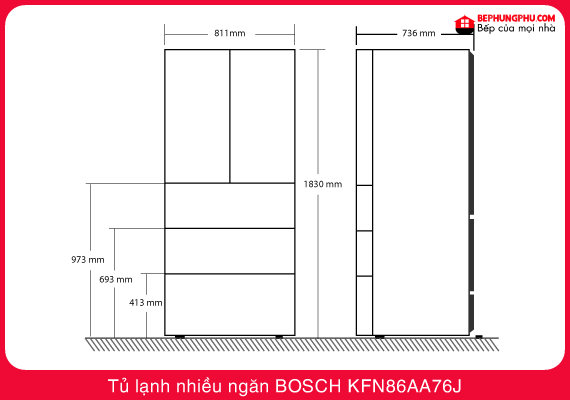 BEPHUNGPHU.COM
Bếp của mọi nhà
811mm
736 mm
1830 mm
973 mm
693 mm
413 mm
Tủ lạnh nhiều ngăn BOSCH KFN86AA76J